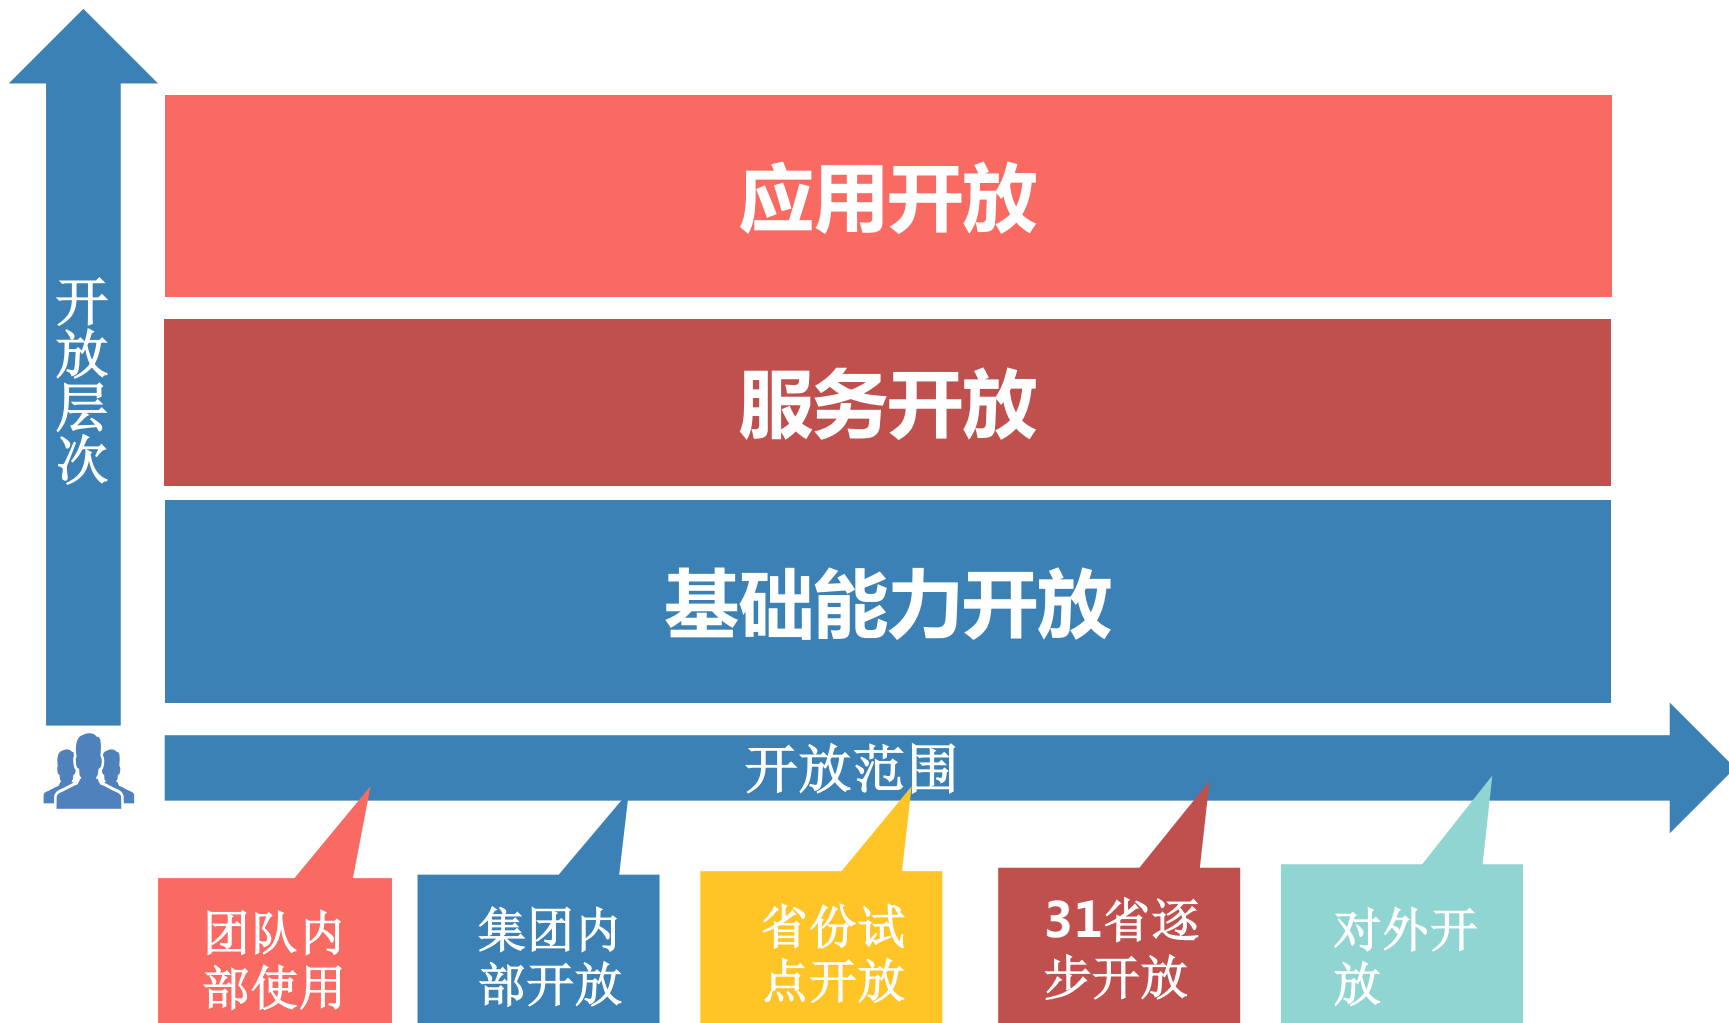 应用开放
开放层次
服务开放
基础能力开放
开放范围
团队内
部使用
集团内
部开放
省份试
点开放
31省逐
步开放
对外开
放